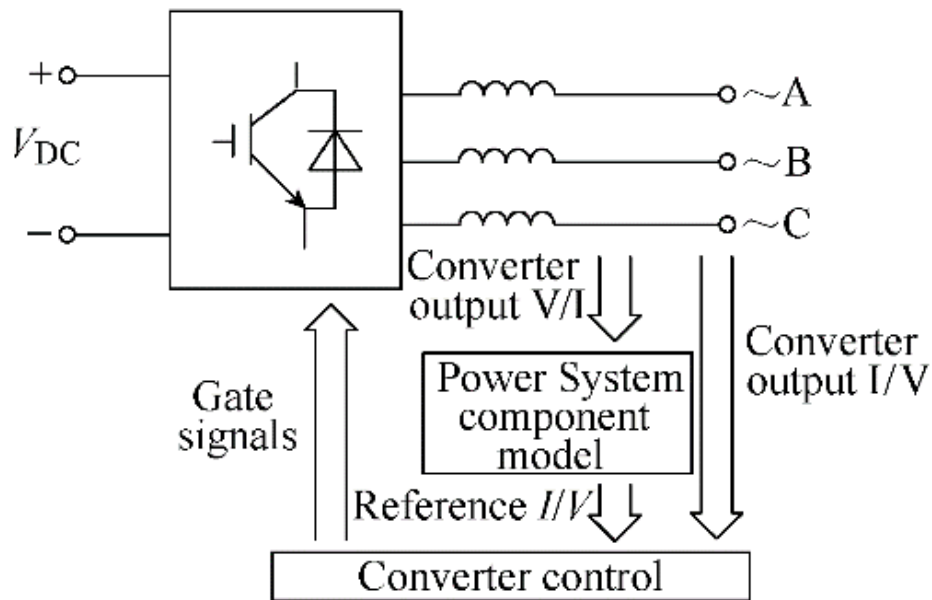 +
V_DC
−
~A
~B
~C
Converter
output V/I
Converter
output I/V
Power System
component
model
Gate
signals
Reference I/V
Converter control